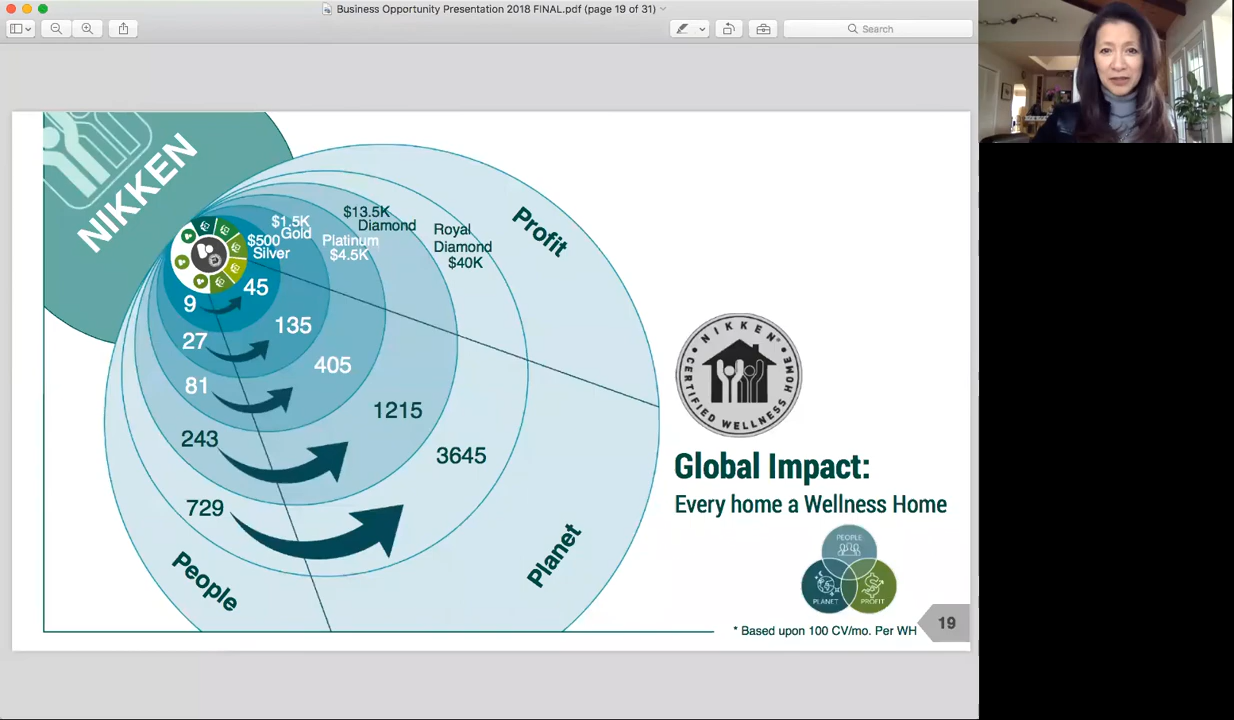 Business Opportunity Presentation 2018 FINAL.pdf (page 19 of 31)
Search
NIKKEN
$500
Silver
$1.5K
Gold
Platinum
$4.5K
$13.5K
Diamond
Royal
Diamond
$40K
Profit
9
45
27
135
81
405
243
1215
729
3645
People
Planet
NIKKEN®
CERTIFIED WELLNESS HOME
Global Impact:
Every home a Wellness Home
PEOPLE
PLANET
PROFIT
* Based upon 100 CV/mo. Per WH
19